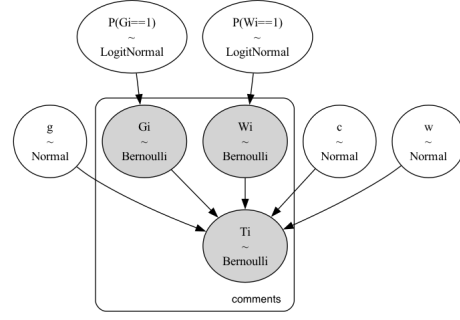 P(Gi==1)
~
LogitNormal
P(Wi==1)
~
LogitNormal
g
~
Normal
Gi
~
Bernoulli
Wi
~
Bernoulli
c
~
Normal
w
~
Normal
Ti
~
Bernoulli
comments